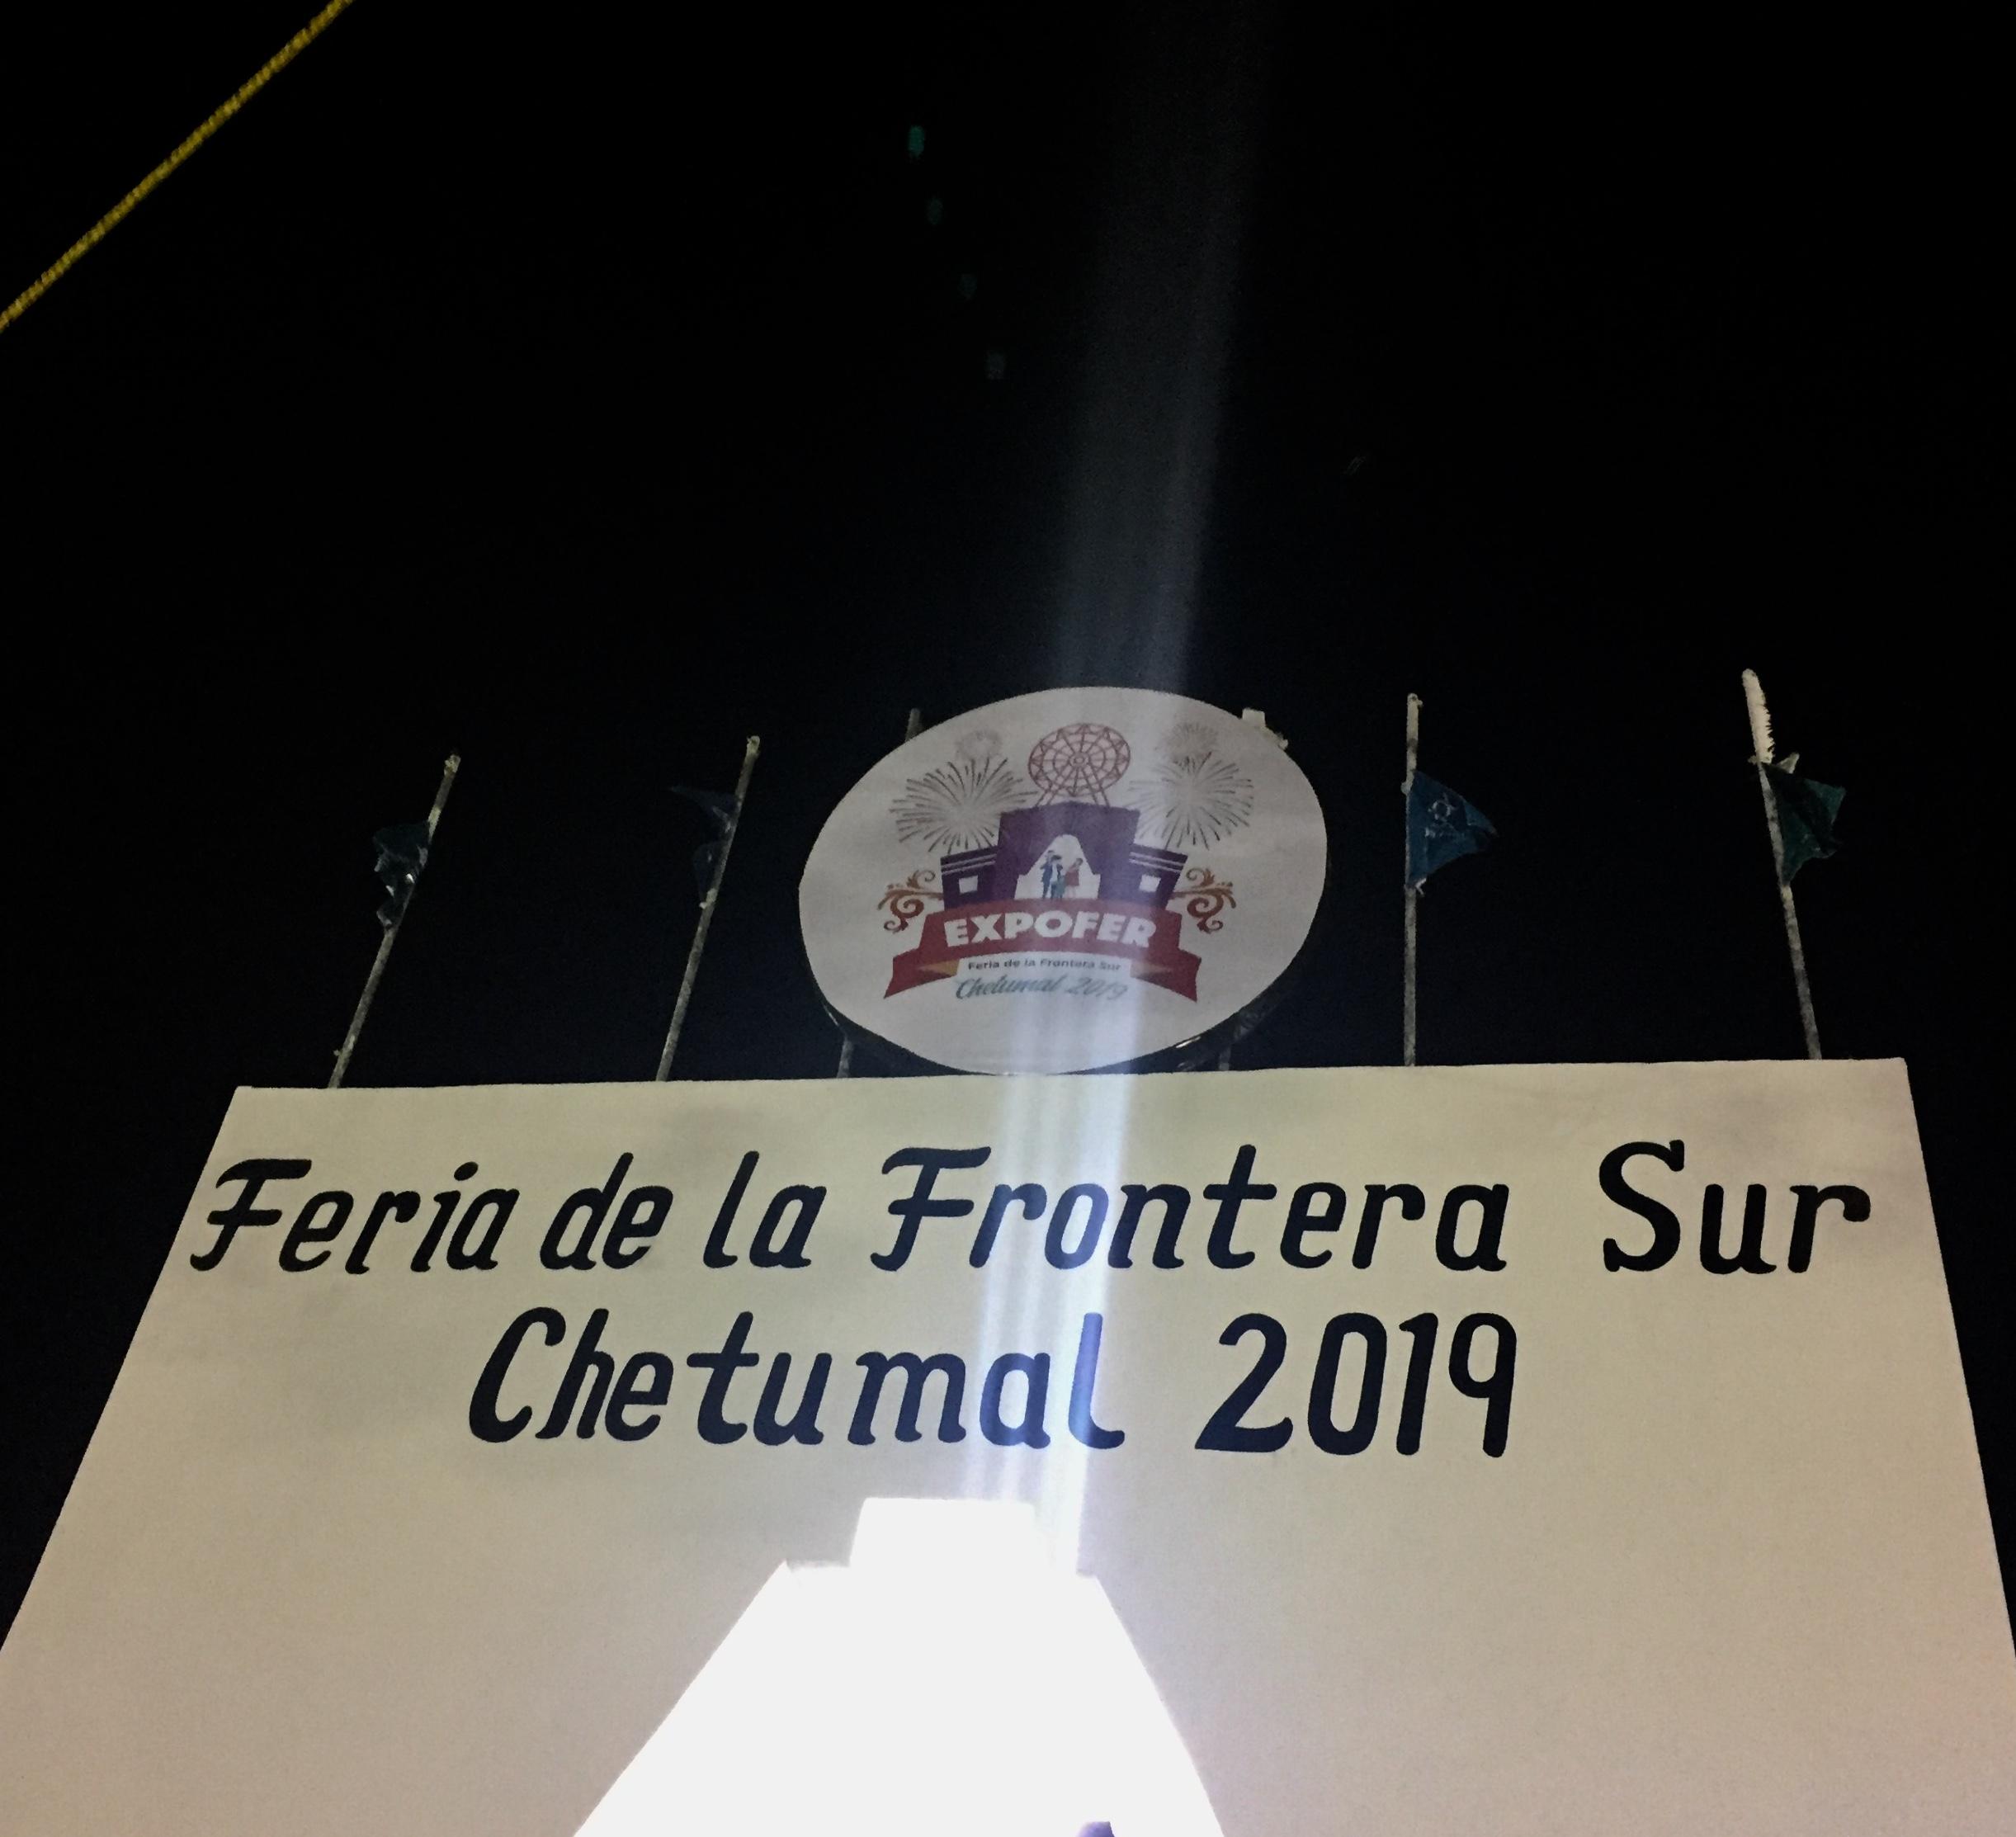 EXPOFER
Feria de la Frontera Sur
Chetumal 2019
Feria de la Frontera Sur
Chetumal 2019